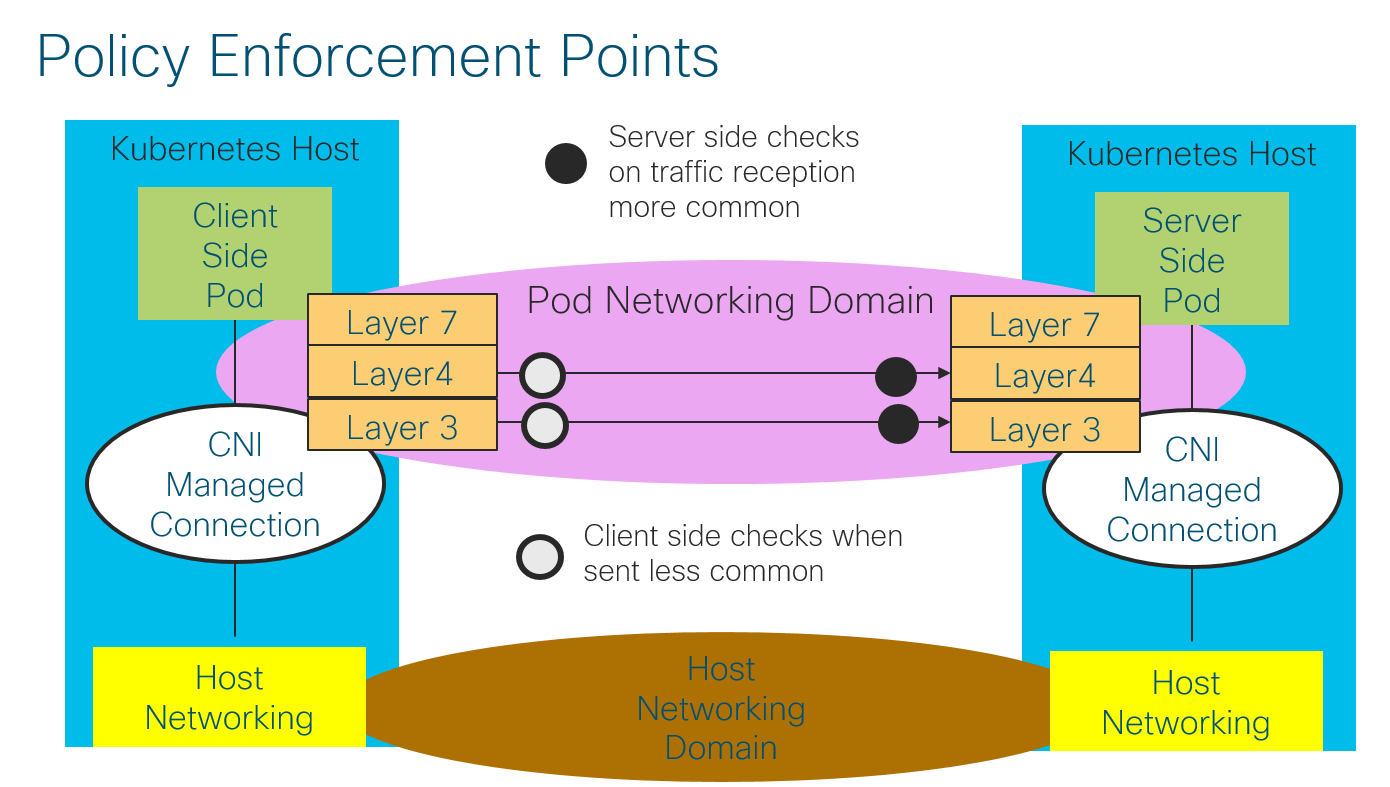 Policy Enforcement Points
Kubernetes Host
Client
Side
Pod
Server side checks
on traffic reception
more common
Kubernetes Host
Server
Side
Pod
Pod Networking Domain
Layer 7
Layer4
Layer 3
Layer 7
Layer4
Layer 3
CNI
Managed
Connection
CNI
Managed
Connection
Client side checks when
sent less common
Host
Networking
Host
Networking
Domain
Host
Networking